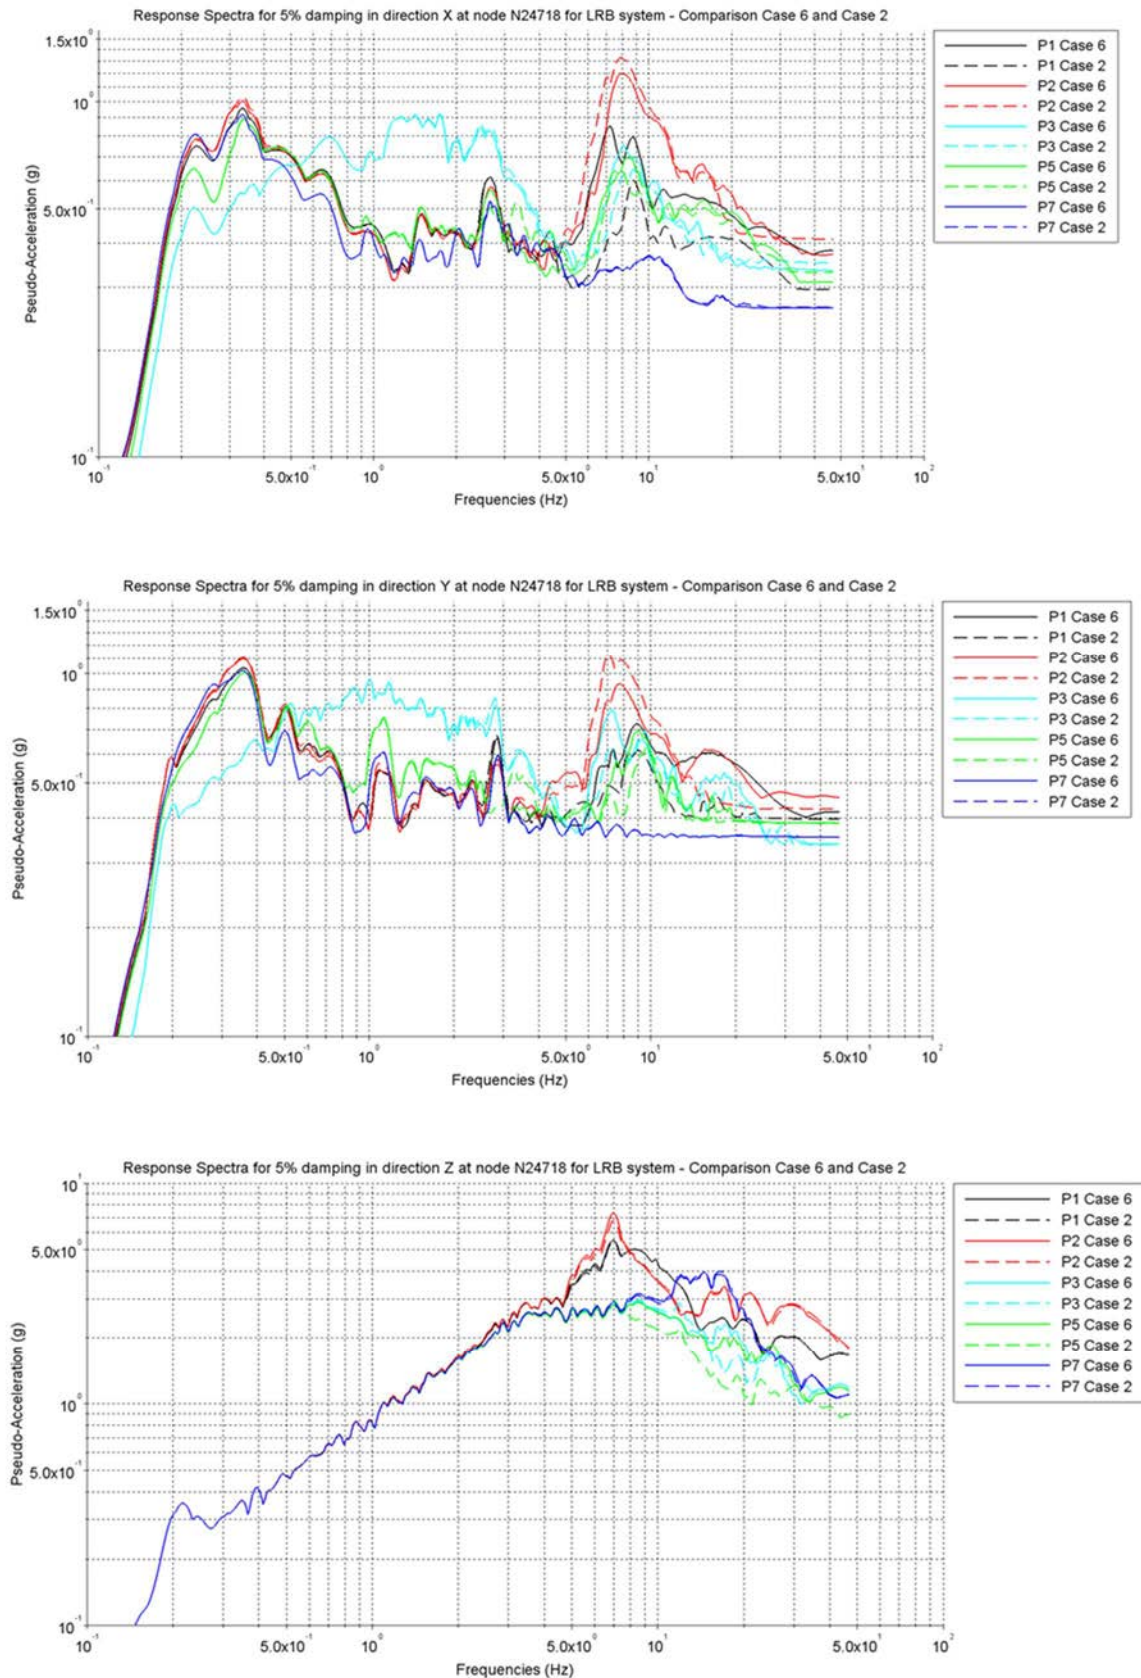 Response Spectra for 5% damping in direction X at node N24718 for LRB system - Comparison Case 6 and Case 2
1.5x10⁰
10⁰
5.0x10⁻¹
10⁻¹
Pseudo-Acceleration (g)
10⁻¹ 5.0x10⁻¹ 10⁰ 5.0x10⁰ 10¹ 5.0x10¹ 10²
Frequencies (Hz)
P1 Case 6
P1 Case 2
P2 Case 6
P2 Case 2
P3 Case 6
P3 Case 2
P5 Case 6
P5 Case 2
P7 Case 6
P7 Case 2
Response Spectra for 5% damping in direction Y at node N24718 for LRB system - Comparison Case 6 and Case 2
1.5x10⁰
10⁰
5.0x10⁻¹
10⁻¹
Pseudo-Acceleration (g)
10⁻¹ 5.0x10⁻¹ 10⁰ 5.0x10⁰ 10¹ 5.0x10¹ 10²
Frequencies (Hz)
P1 Case 6
P1 Case 2
P2 Case 6
P2 Case 2
P3 Case 6
P3 Case 2
P5 Case 6
P5 Case 2
P7 Case 6
P7 Case 2
Response Spectra for 5% damping in direction Z at node N24718 for LRB system - Comparison Case 6 and Case 2
10¹
5.0x10⁰
10⁰
5.0x10⁻¹
10⁻¹
Pseudo-Acceleration (g)
10⁻¹ 5.0x10⁻¹ 10⁰ 5.0x10⁰ 10¹ 5.0x10¹ 10²
Frequencies (Hz)
P1 Case 6
P1 Case 2
P2 Case 6
P2 Case 2
P3 Case 6
P3 Case 2
P5 Case 6
P5 Case 2
P7 Case 6
P7 Case 2